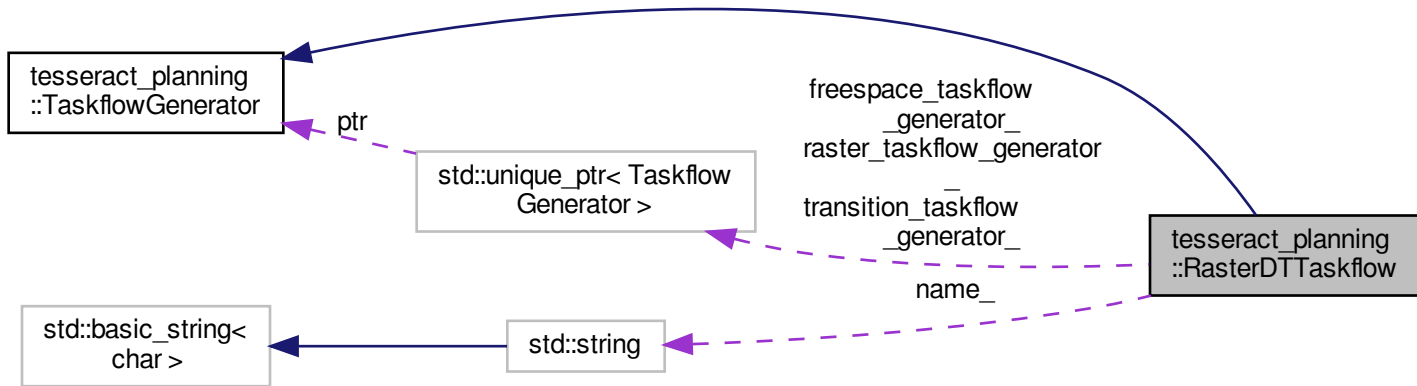 tesseract_planning
::TaskflowGenerator
ptr
std::unique_ptr< Taskflow
Generator >
freespace_taskflow
_generator_
raster_taskflow_generator
_
transition_taskflow
_generator_
tesseract_planning
::RasterDTTaskflow
name_
std::basic_string<
char >
std::string